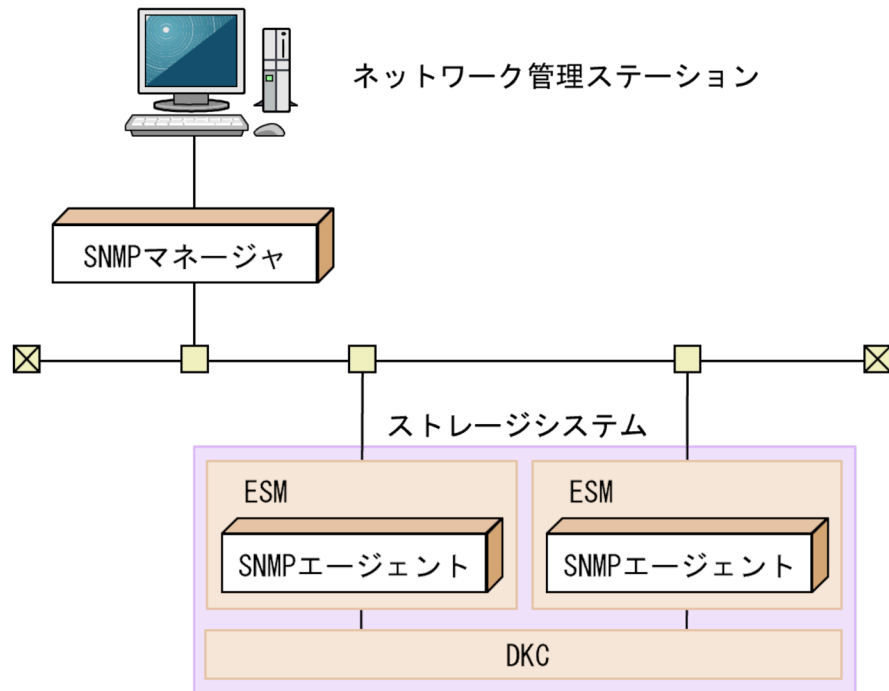 ネットワーク管理ステーション
SNMPマネージャ
ストレージシステム
ESM
ESM
SNMPエージェント
SNMPエージェント
DKC